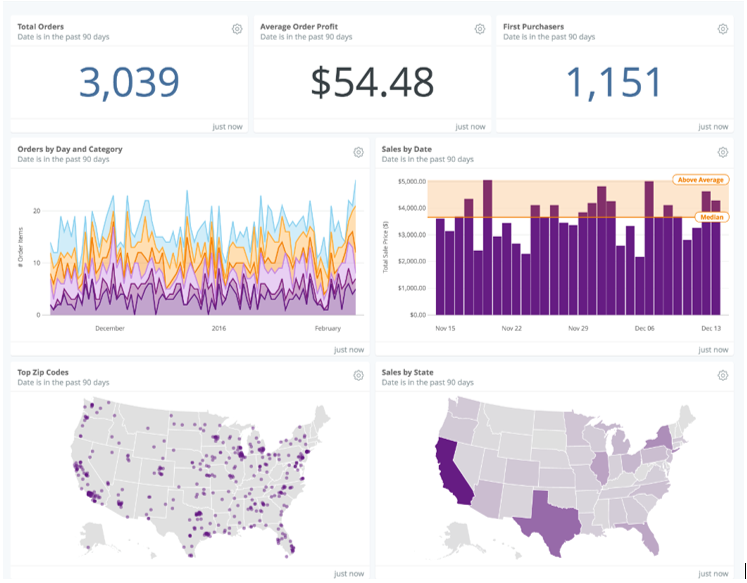 Total Orders
Date is in the past 90 days
3,039
just now
Average Order Profit
Date is in the past 90 days
$54.48
just now
First Purchasers
Date is in the past 90 days
1,151
just now
Orders by Day and Category
Date is in the past 90 days
# Order Items
20
10
0
December
2016
February
just now
Sales by Date
Date is in the past 90 days
Total Sale Price ($)
$5,000.00
$4,000.00
$3,000.00
$2,000.00
$1,000.00
$0.00
Above Average
Median
Nov 15
Nov 22
Nov 29
Dec 06
Dec 13
just now
Top Zip Codes
Date is in the past 90 days
just now
Sales by State
Date is in the past 90 days
just now